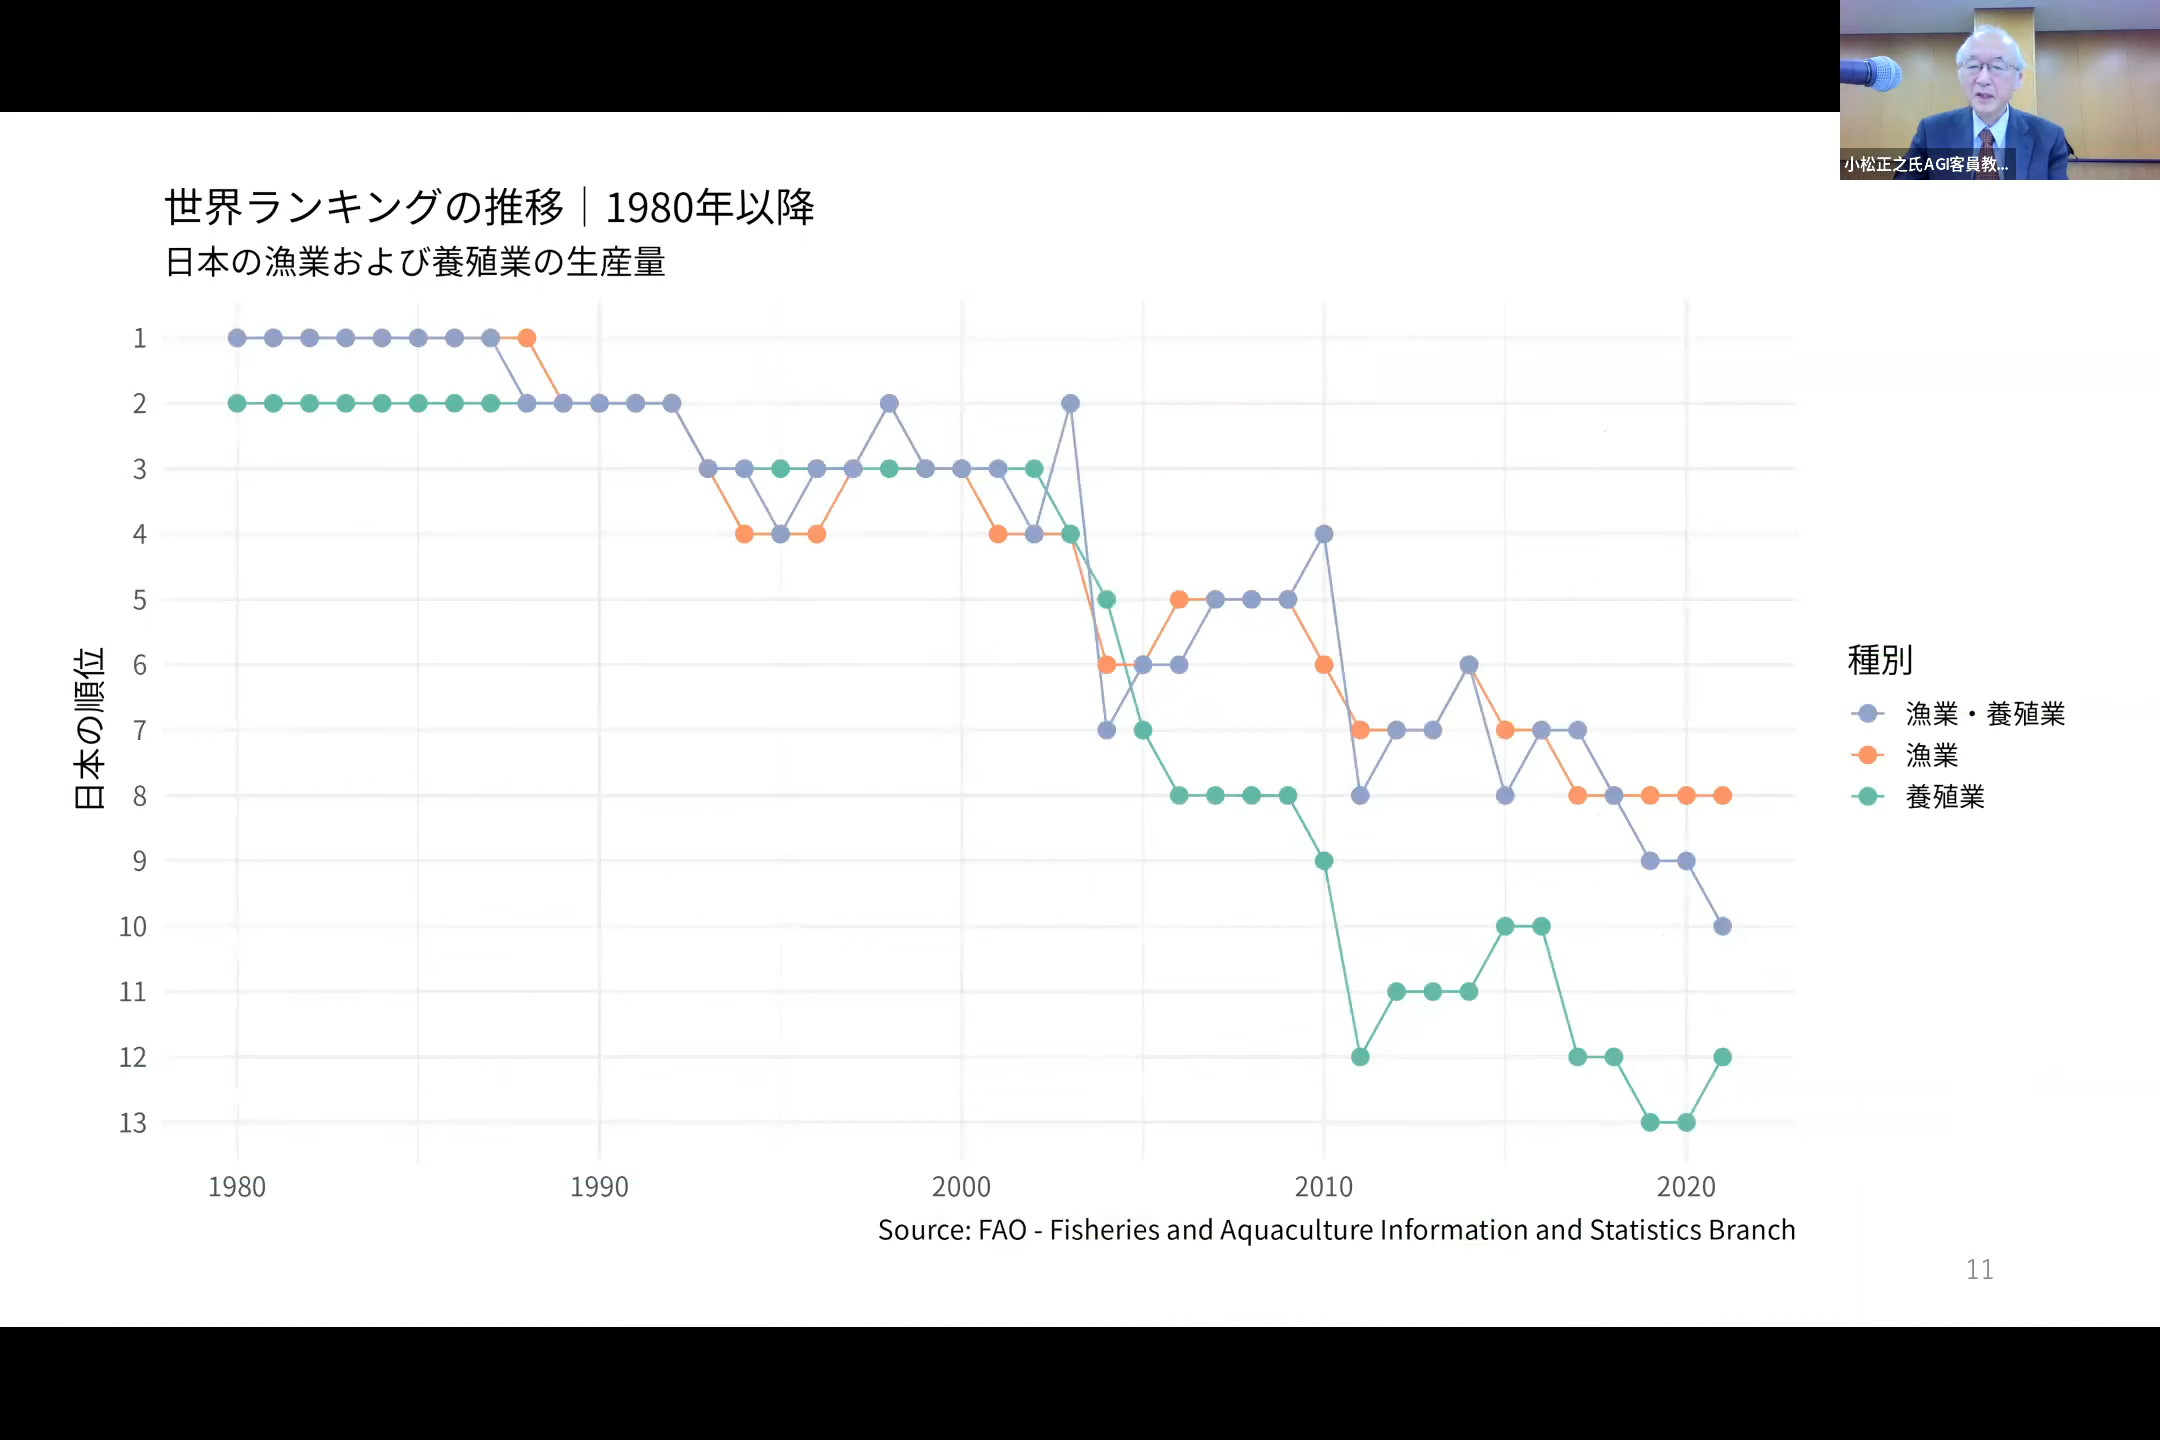 小松正之氏AGI客員教...
世界ランキングの推移｜1980年以降
日本の漁業および養殖業の生産量
日本の順位
1
2
3
4
5
6
7
8
9
10
11
12
13
1980
1990
2000
2010
2020
種別
漁業・養殖業
漁業
養殖業
Source: FAO - Fisheries and Aquaculture Information and Statistics Branch
11